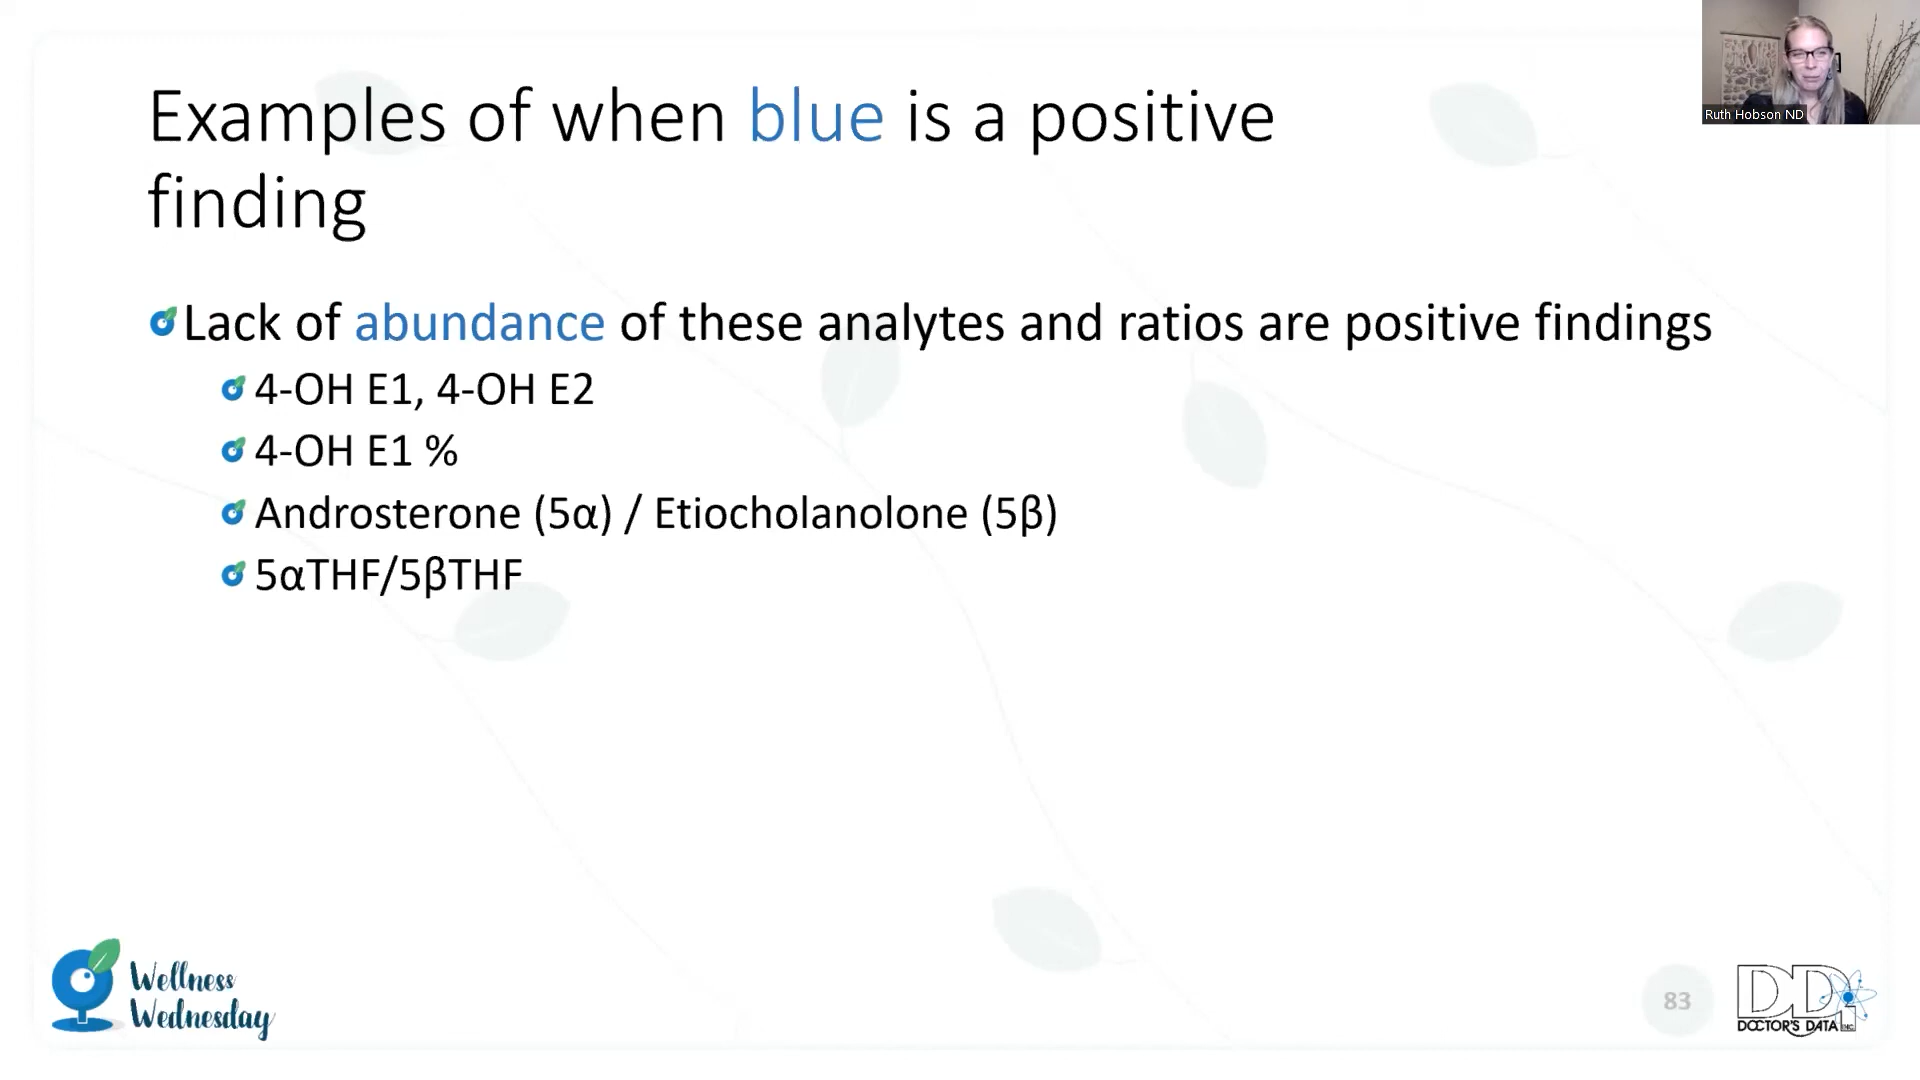 Ruth Hobson ND
Examples of when blue is a positive
finding
Lack of abundance of these analytes and ratios are positive findings
4-OH E1, 4-OH E2
4-OH E1 %
Androsterone (5α) / Etiocholanolone (5β)
5αTHF/5βTHF
Wellness
Wednesday
83
DDI
DOCTOR'S DATA INC.